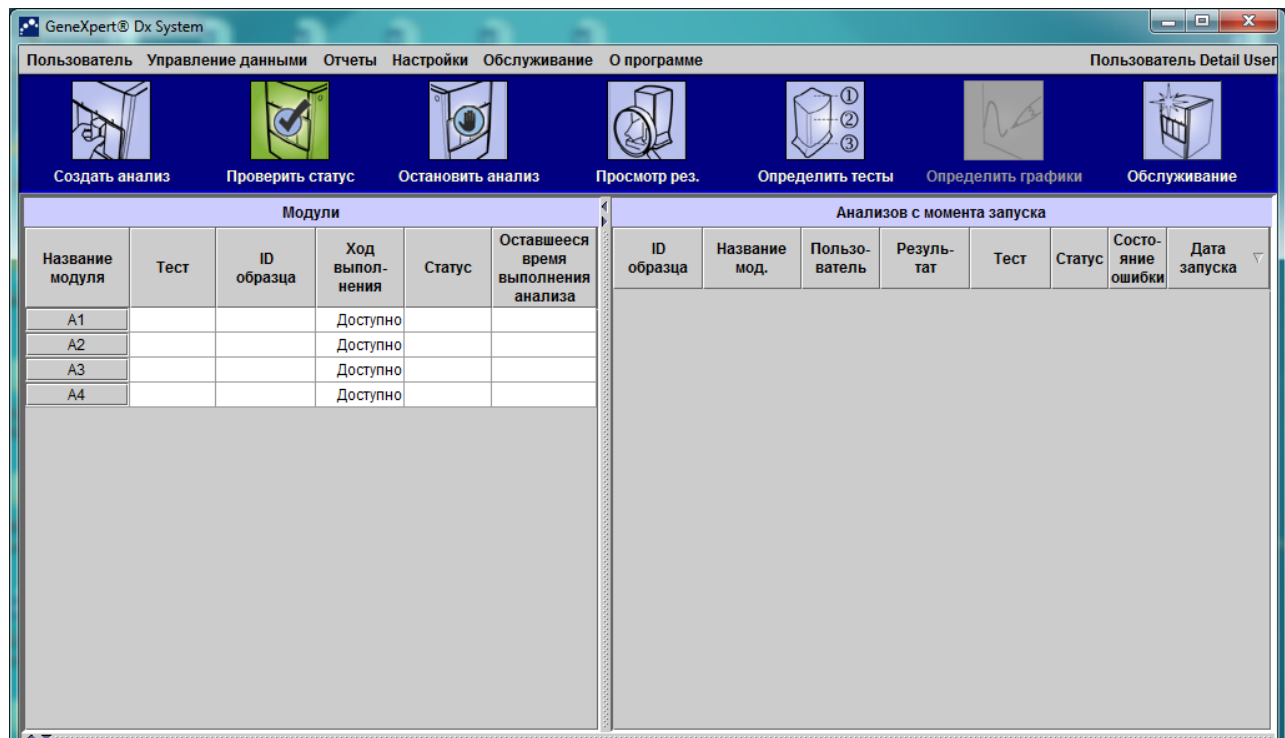 GeneXpert® Dx System
Пользователь Управление данными Отчеты Настройки Обслуживание О программе Пользователь Detail User
① ② ③
Создать анализ Проверить статус Остановить анализ Просмотр рез. Определить тесты Определить графики Обслуживание
Модули
Название модуля Тест ID образца Ход выпол- нения Статус Оставшееся время выполнения анализа
A1 Доступно
A2 Доступно
A3 Доступно
A4 Доступно
Анализов с момента запуска
ID образца Название мод. Пользо- ватель Резуль- тат Тест Статус Состо- яние ошибки Дата запуска